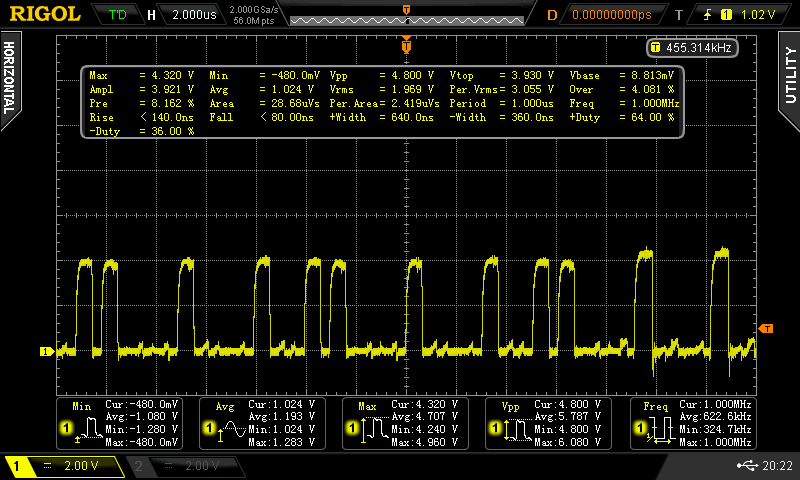 RIGOL T'D H 2.000us 2.000GSa/s 56.0M pts D 0.00000000ps T 1 1.02 V
HORIZONTAL
UTILITY
T
T 455.314kHz
Max = 4.320 V Min = -480.0mV Vpp = 4.800 V Vtop = 3.930 V Vbase = 8.813mV
Ampl = 3.921 V Avg = 1.024 V Vrms = 1.969 V Per.Vrms= 3.055 V Over = 4.081 %
Pre = 8.162 % Area = 28.68uVs Per.Area= 2.419uVs Period = 1.000us Freq = 1.000MHz
Rise < 140.0ns Fall < 80.00ns +Width = 640.0ns -Width = 360.0ns +Duty = 64.00 %
-Duty = 36.00 %
T
1
Min Cur:-480.0mV Avg Cur: 1.024 V Max Cur:4.320 V Vpp Cur:4.800 V Freq Cur:1.000MHz
1 Avg:-1.080 V 1 Avg: 1.193 V 1 Avg:4.707 V 1 Avg:5.787 V 1 Avg:622.6kHz
Min:-1.280 V Min: 1.024 V Min:4.240 V Min:4.800 V Min:324.7kHz
Max:-480.0mV Max: 1.283 V Max:4.960 V Max:6.080 V Max:1.000MHz
1 = 2.00 V 2 = 2.00 V 20:22